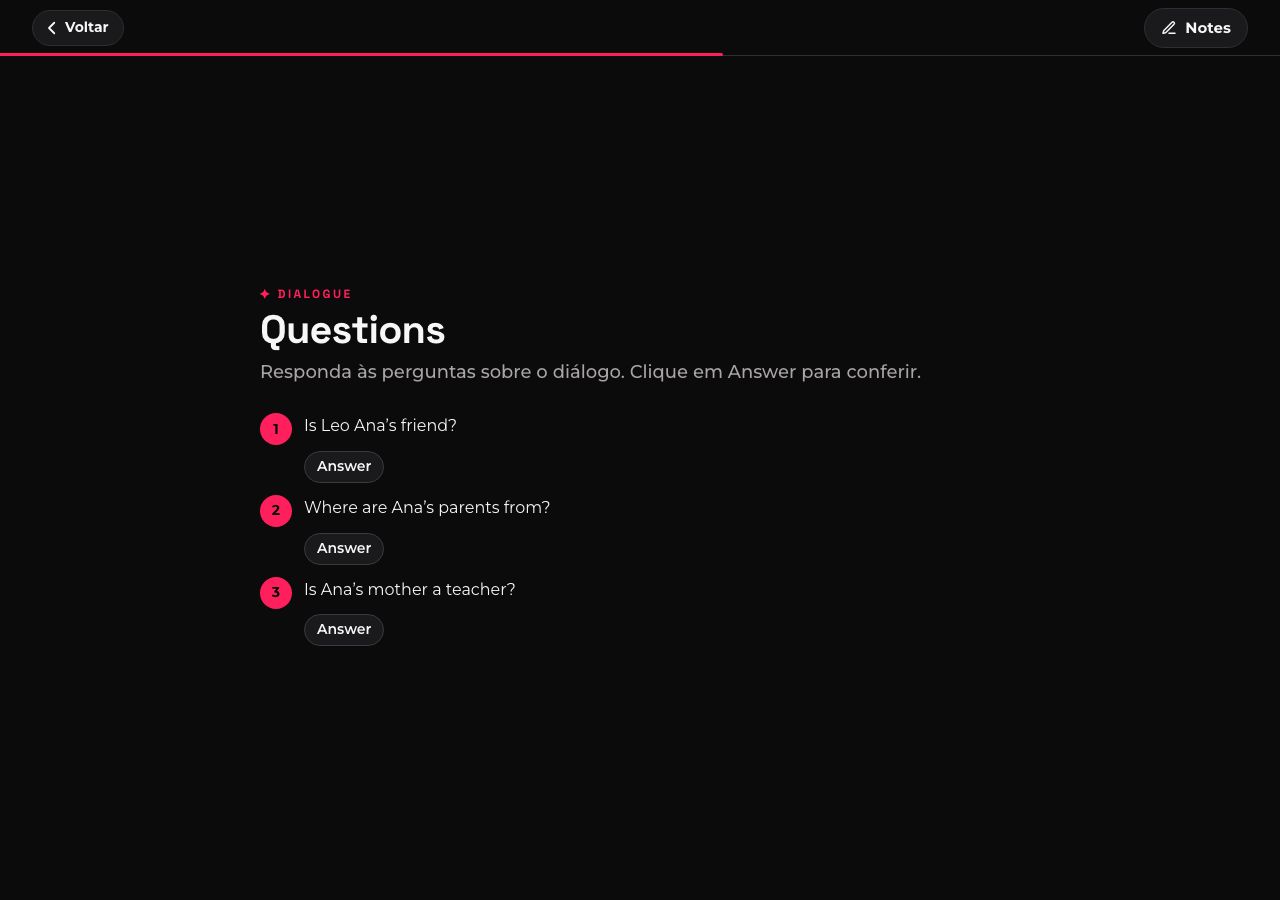 Voltar
Notes
DIALOGUE
Questions
Responda às perguntas sobre o diálogo. Clique em Answer para conferir.
1 Is Leo Ana’s friend?
Answer
2 Where are Ana’s parents from?
Answer
3 Is Ana’s mother a teacher?
Answer